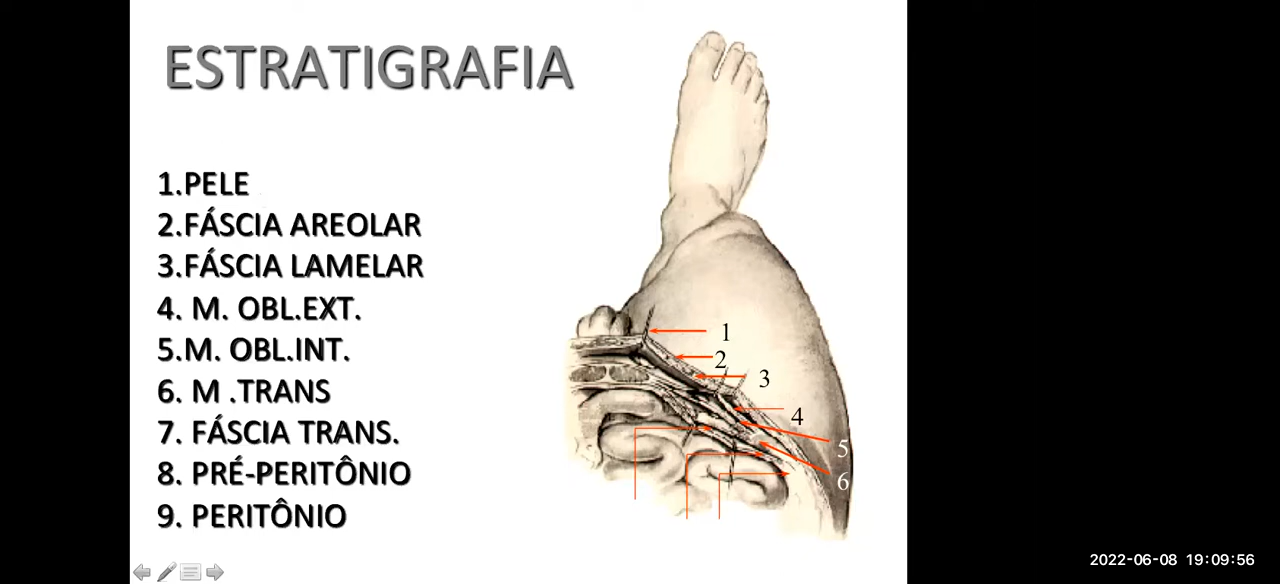 ESTRATIGRAFIA
1.PELE
2.FÁSCIA AREOLAR
3.FÁSCIA LAMELAR
4. M. OBL.EXT.
5.M. OBL.INT.
6. M .TRANS
7. FÁSCIA TRANS.
8. PRÉ-PERITÔNIO
9. PERITÔNIO
1
2
3
4
5
6
2022-06-08 19:09:56